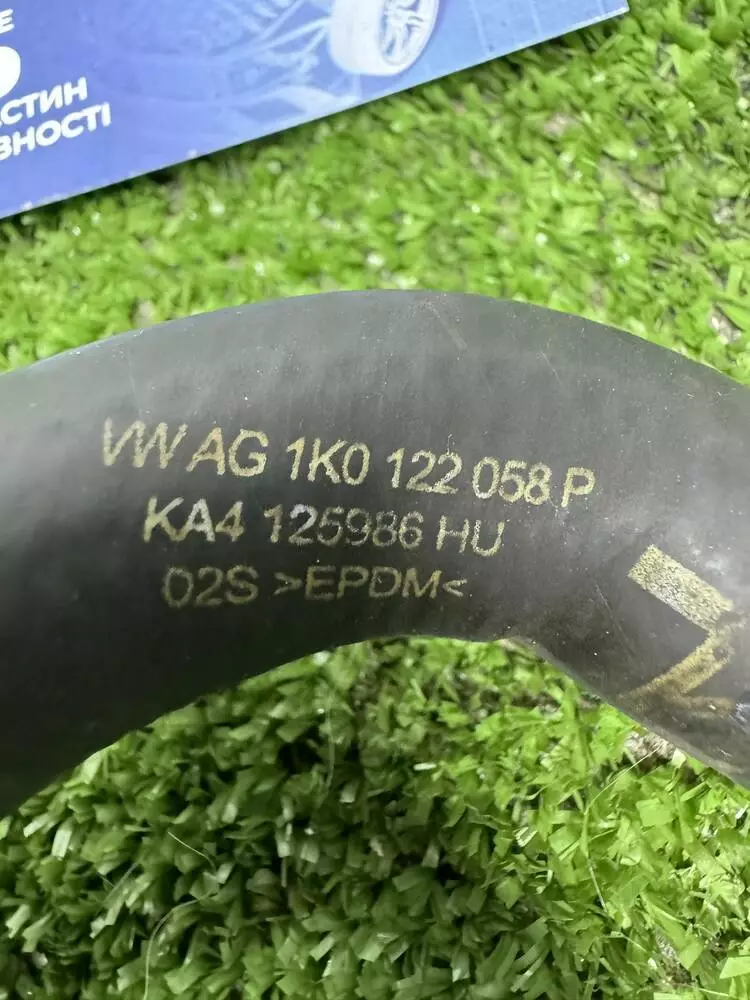 VW AG 1K0 122 058 P
KA4 125986 HU
02S >EPDM<